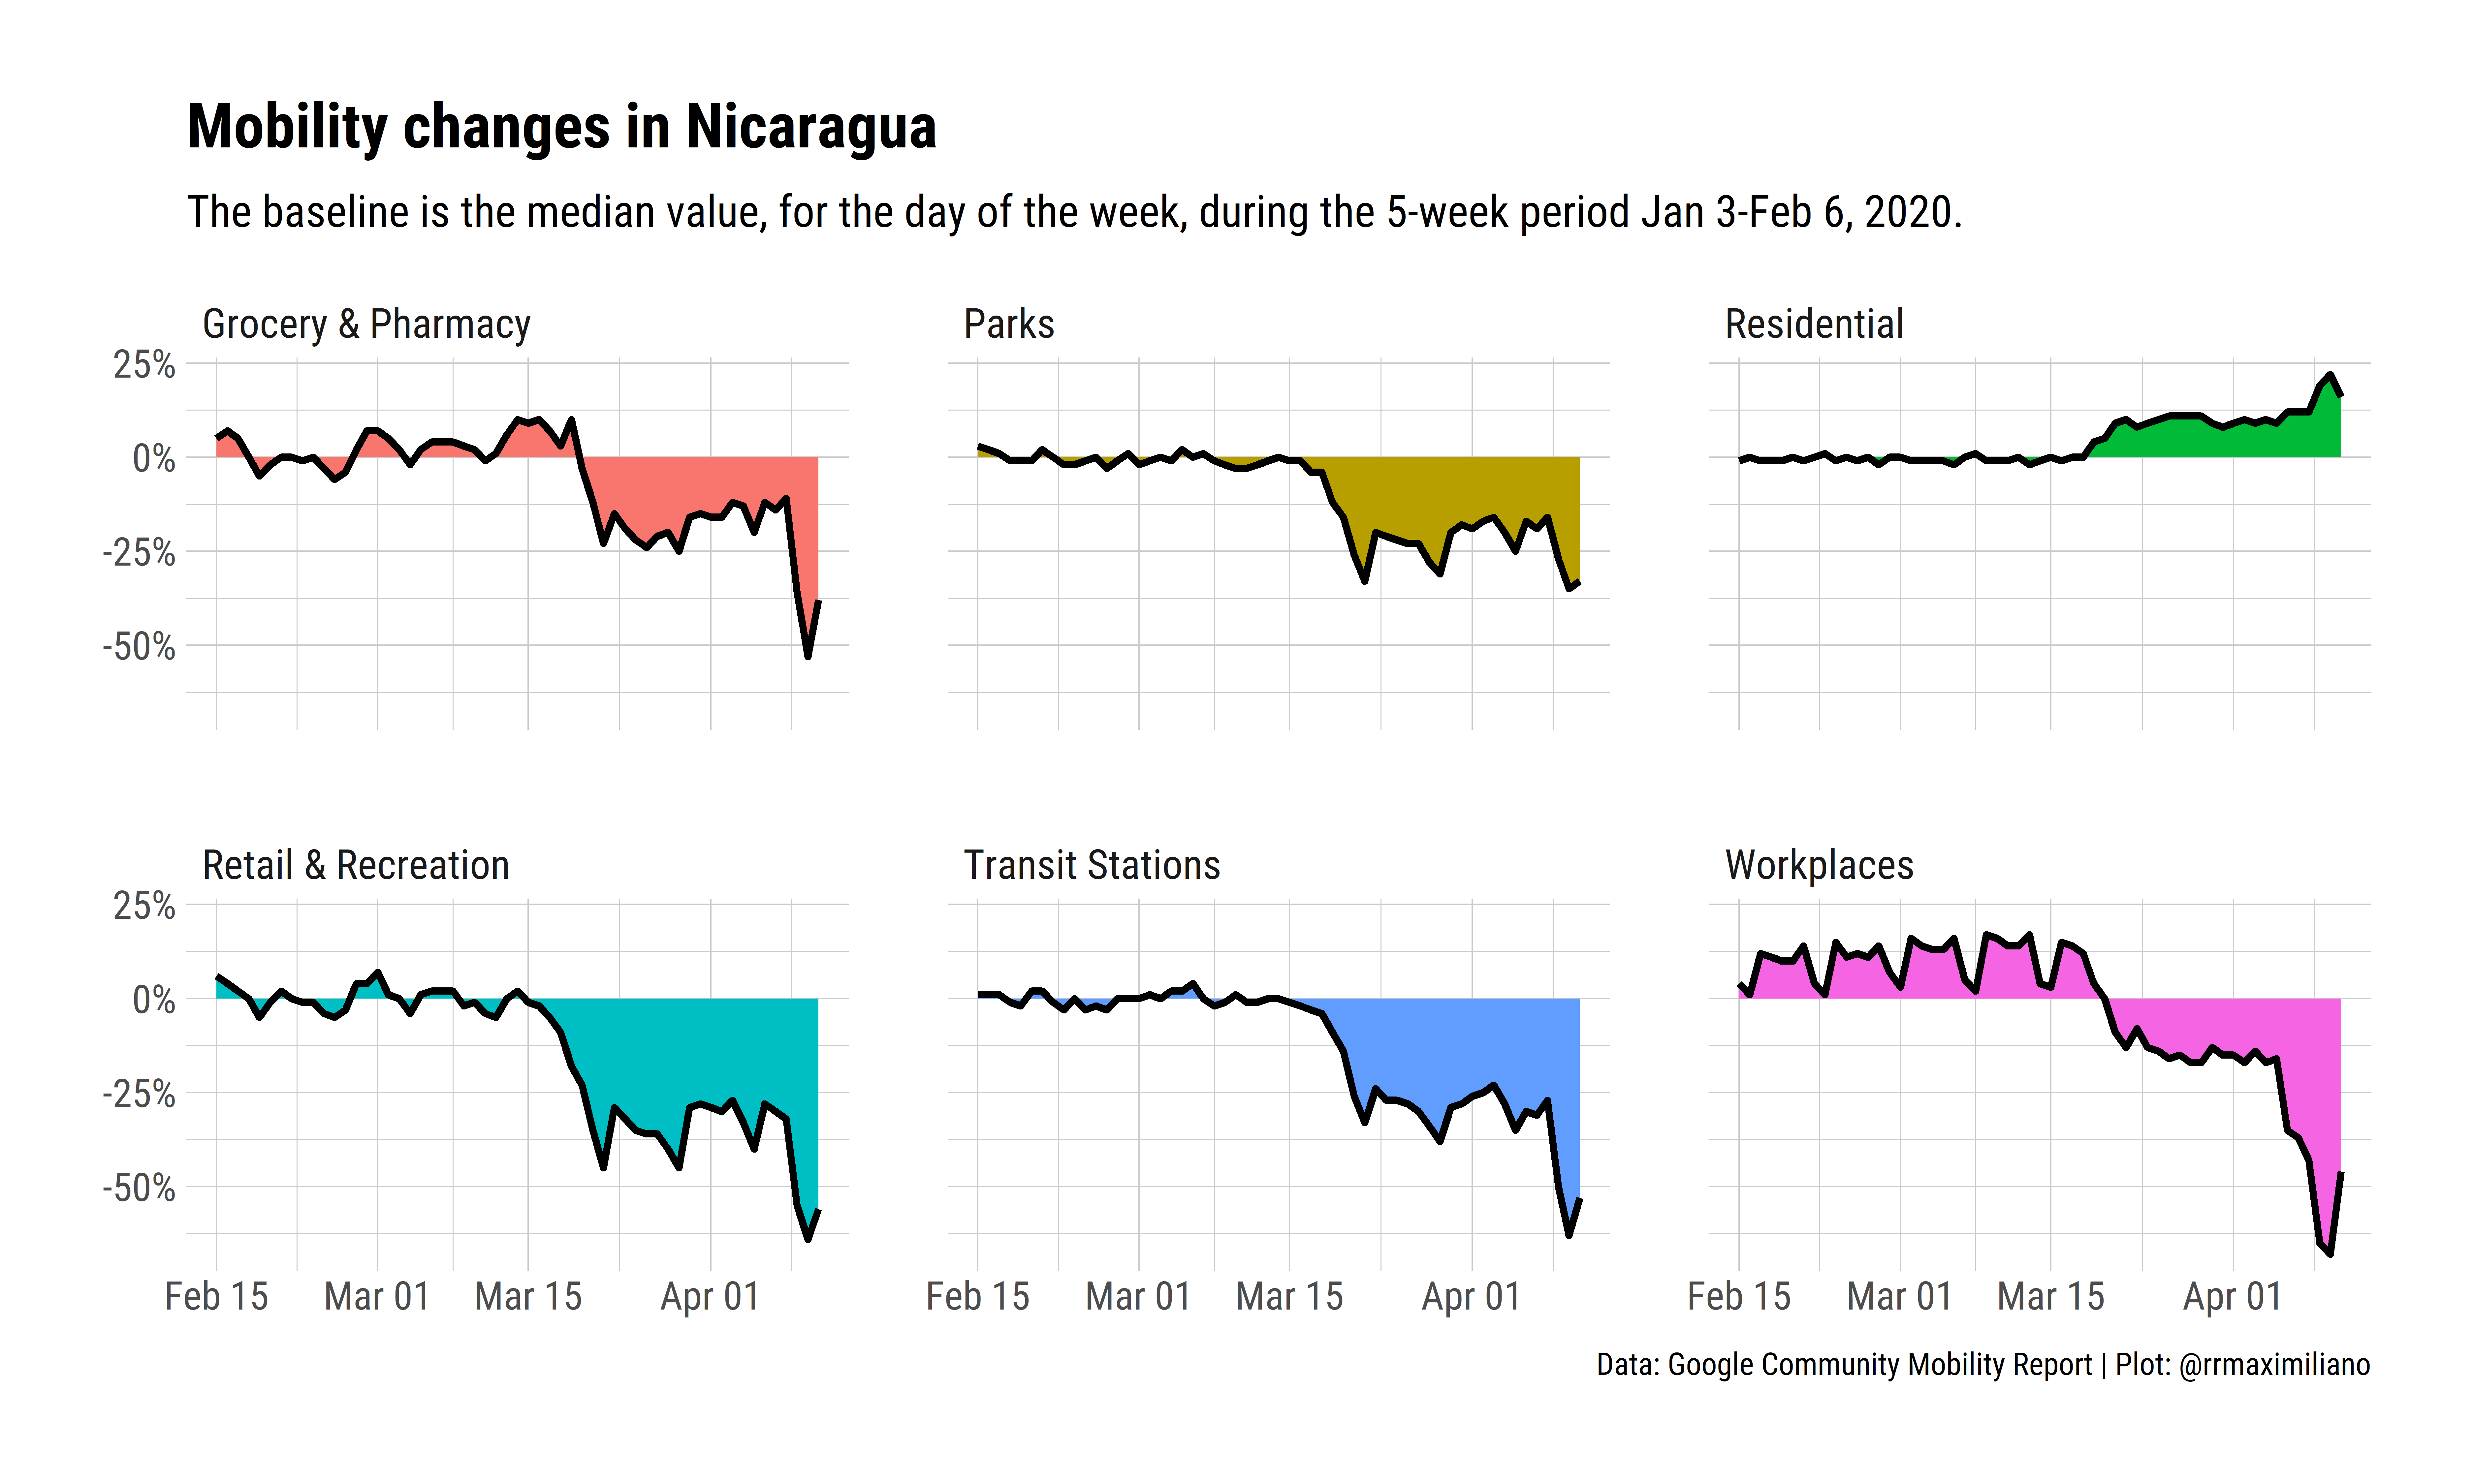 Mobility changes in Nicaragua
The baseline is the median value, for the day of the week, during the 5-week period Jan 3-Feb 6, 2020.
Grocery & Pharmacy
Parks
Residential
25%
0%
-25%
-50%
Retail & Recreation
Transit Stations
Workplaces
25%
0%
-25%
-50%
Feb 15 Mar 01 Mar 15 Apr 01
Feb 15 Mar 01 Mar 15 Apr 01
Feb 15 Mar 01 Mar 15 Apr 01
Data: Google Community Mobility Report | Plot: @rrmaximiliano